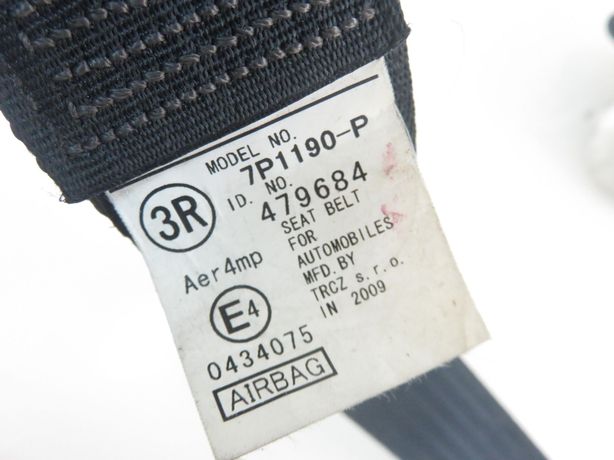 MODEL NO.
7P1190-P
ID. NO.
479684
3R
SEAT BELT
FOR
AUTOMOBILES
MFD. BY
TRCZ s.r.o.
IN 2009
Aer4mp
E4
0434075
AIRBAG